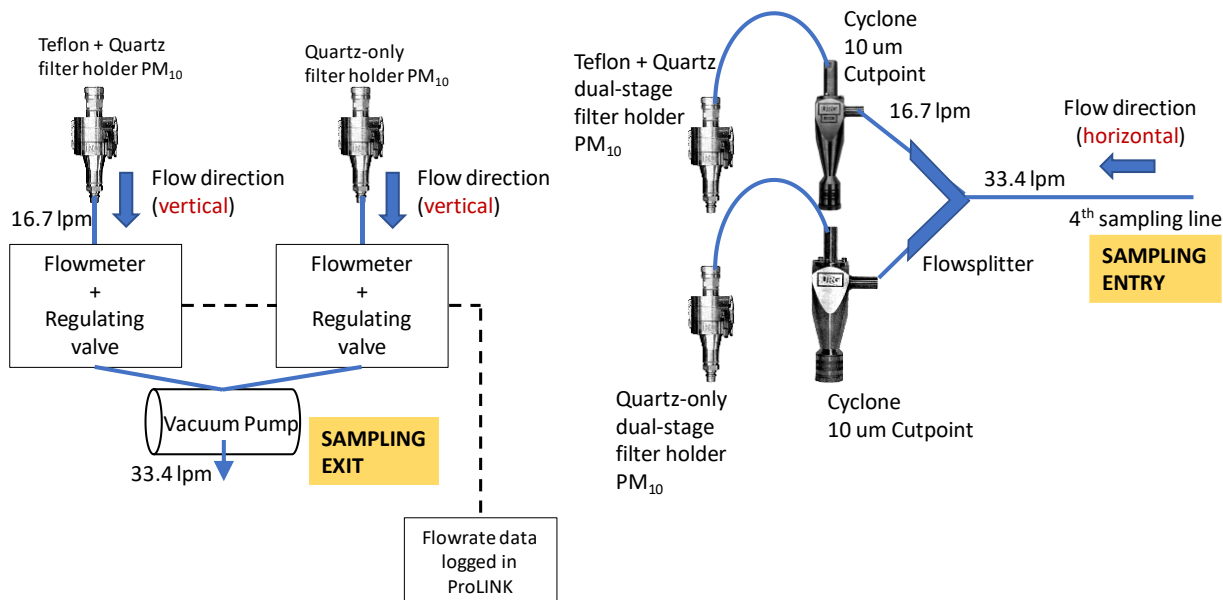 Teflon + Quartz
filter holder PM10
Quartz-only
filter holder PM10
Flow direction
(vertical)
Flow direction
(vertical)
16.7 lpm
Flowmeter
+
Regulating
valve
Flowmeter
+
Regulating
valve
Vacuum Pump
SAMPLING
EXIT
33.4 lpm
Flowrate data
logged in
ProLINK
Cyclone
10 um
Cutpoint
Teflon + Quartz
dual-stage
filter holder
PM10
16.7 lpm
Flow direction
(horizontal)
33.4 lpm
4th sampling line
SAMPLING
ENTRY
Flowsplitter
URG
Quartz-only
dual-stage
filter holder
PM10
Cyclone
10 um Cutpoint